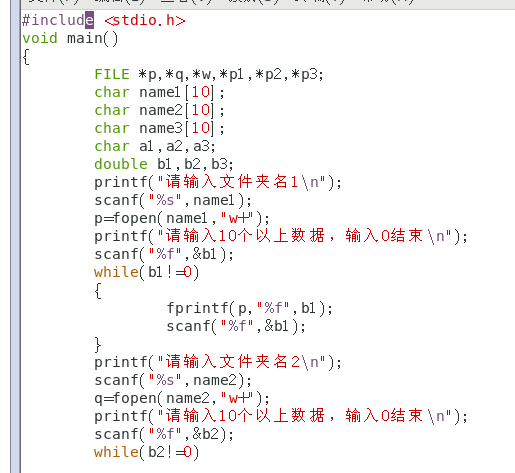 #include <stdio.h>
void main()
{
FILE *p,*q,*w,*p1,*p2,*p3;
char name1[10];
char name2[10];
char name3[10];
char a1,a2,a3;
double b1,b2,b3;
printf("请输入文件夹名1\n");
scanf("%s",name1);
p=fopen(name1,"w+");
printf("请输入10个以上数据，输入0结束\n");
scanf("%f",&b1);
while(b1!=0)
{
fprintf(p,"%f",b1);
scanf("%f",&b1);
}
printf("请输入文件夹名2\n");
scanf("%s",name2);
q=fopen(name2,"w+");
printf("请输入10个以上数据，输入0结束\n");
scanf("%f",&b2);
while(b2!=0)